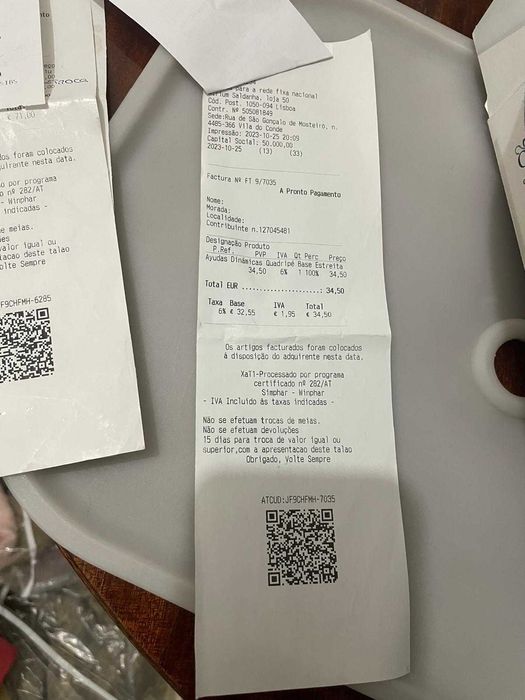 para a rede fixa nacional
Saldanha, loja 50
Cód. Post. 1050-094 Lisboa
Contr. Nº 505081849
Sede:Rua de São Gonçalo de Mosteiro, n.
4485-366 Vila do Conde
Impressão: 2023-10-25 20:09
Capital Social: 50.000,00
2023-10-25 (13) (33)
Factura Nº FT 9/7035
A Pronto Pagamento
Nome:
Morada:
Localidade:
Contribuinte n.127045481
Designação Produto
P.Ref. PVP IVA Qt Perc Preço
Ayudas Dinámicas Quadripé Base Estreita
34,50 6% 1 100% 34,50
Total EUR ....................: 34,50
Taxa Base IVA Total
6% € 32,55 € 1,95 € 34,50
Os artigos facturados foram colocados
à disposição do adquirente nesta data.
Xa11-Processado por programa
certificado nº 282/AT
Simphar - Winphar
- IVA Incluido às taxas indicadas -
Não se efetuam trocas de meias.
Não se efetuam devoluções
15 dias para troca de valor igual ou
superior,com a apresentacao deste talao
Obrigado, Volte Sempre
ATCUD:JF9CHFMH-7035
€ 71,00
foram colocados
adquirente nesta data.
por programa
nº 282/AT
- Winphar
indicadas -
de meias.
valor igual ou
deste talao
Volte Sempre
JF9CHFMH-6285